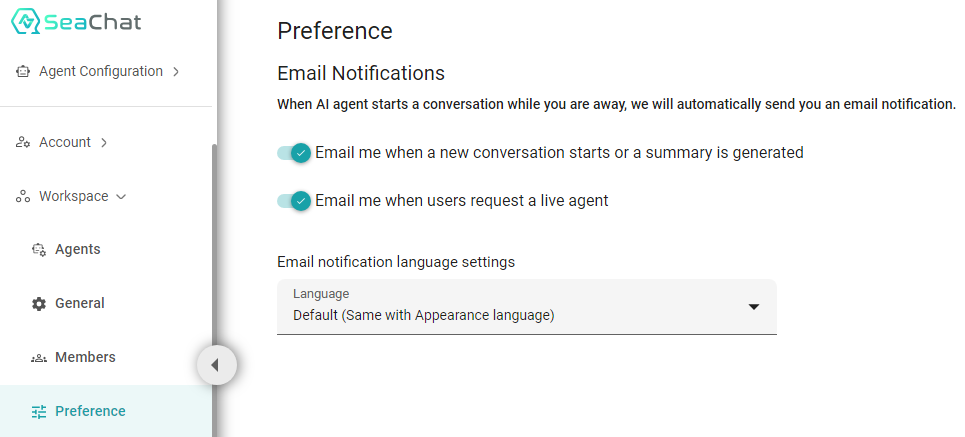 SeaChat
Agent Configuration
Account
Workspace
Agents
General
Members
Preference
Preference
Email Notifications
When AI agent starts a conversation while you are away, we will automatically send you an email notification.
Email me when a new conversation starts or a summary is generated
Email me when users request a live agent
Email notification language settings
Language
Default (Same with Appearance language)